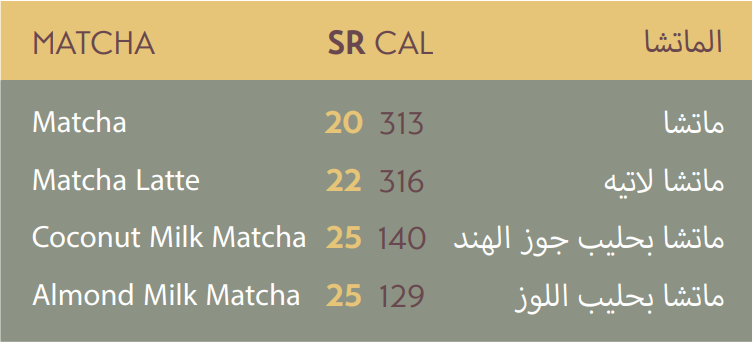 MATCHA SR CAL الماتشا
Matcha 20 313 ماتشا
Matcha Latte 22 316 ماتشا لاتيه
Coconut Milk Matcha 25 140 ماتشا بحليب جوز الهند
Almond Milk Matcha 25 129 ماتشا بحليب اللوز